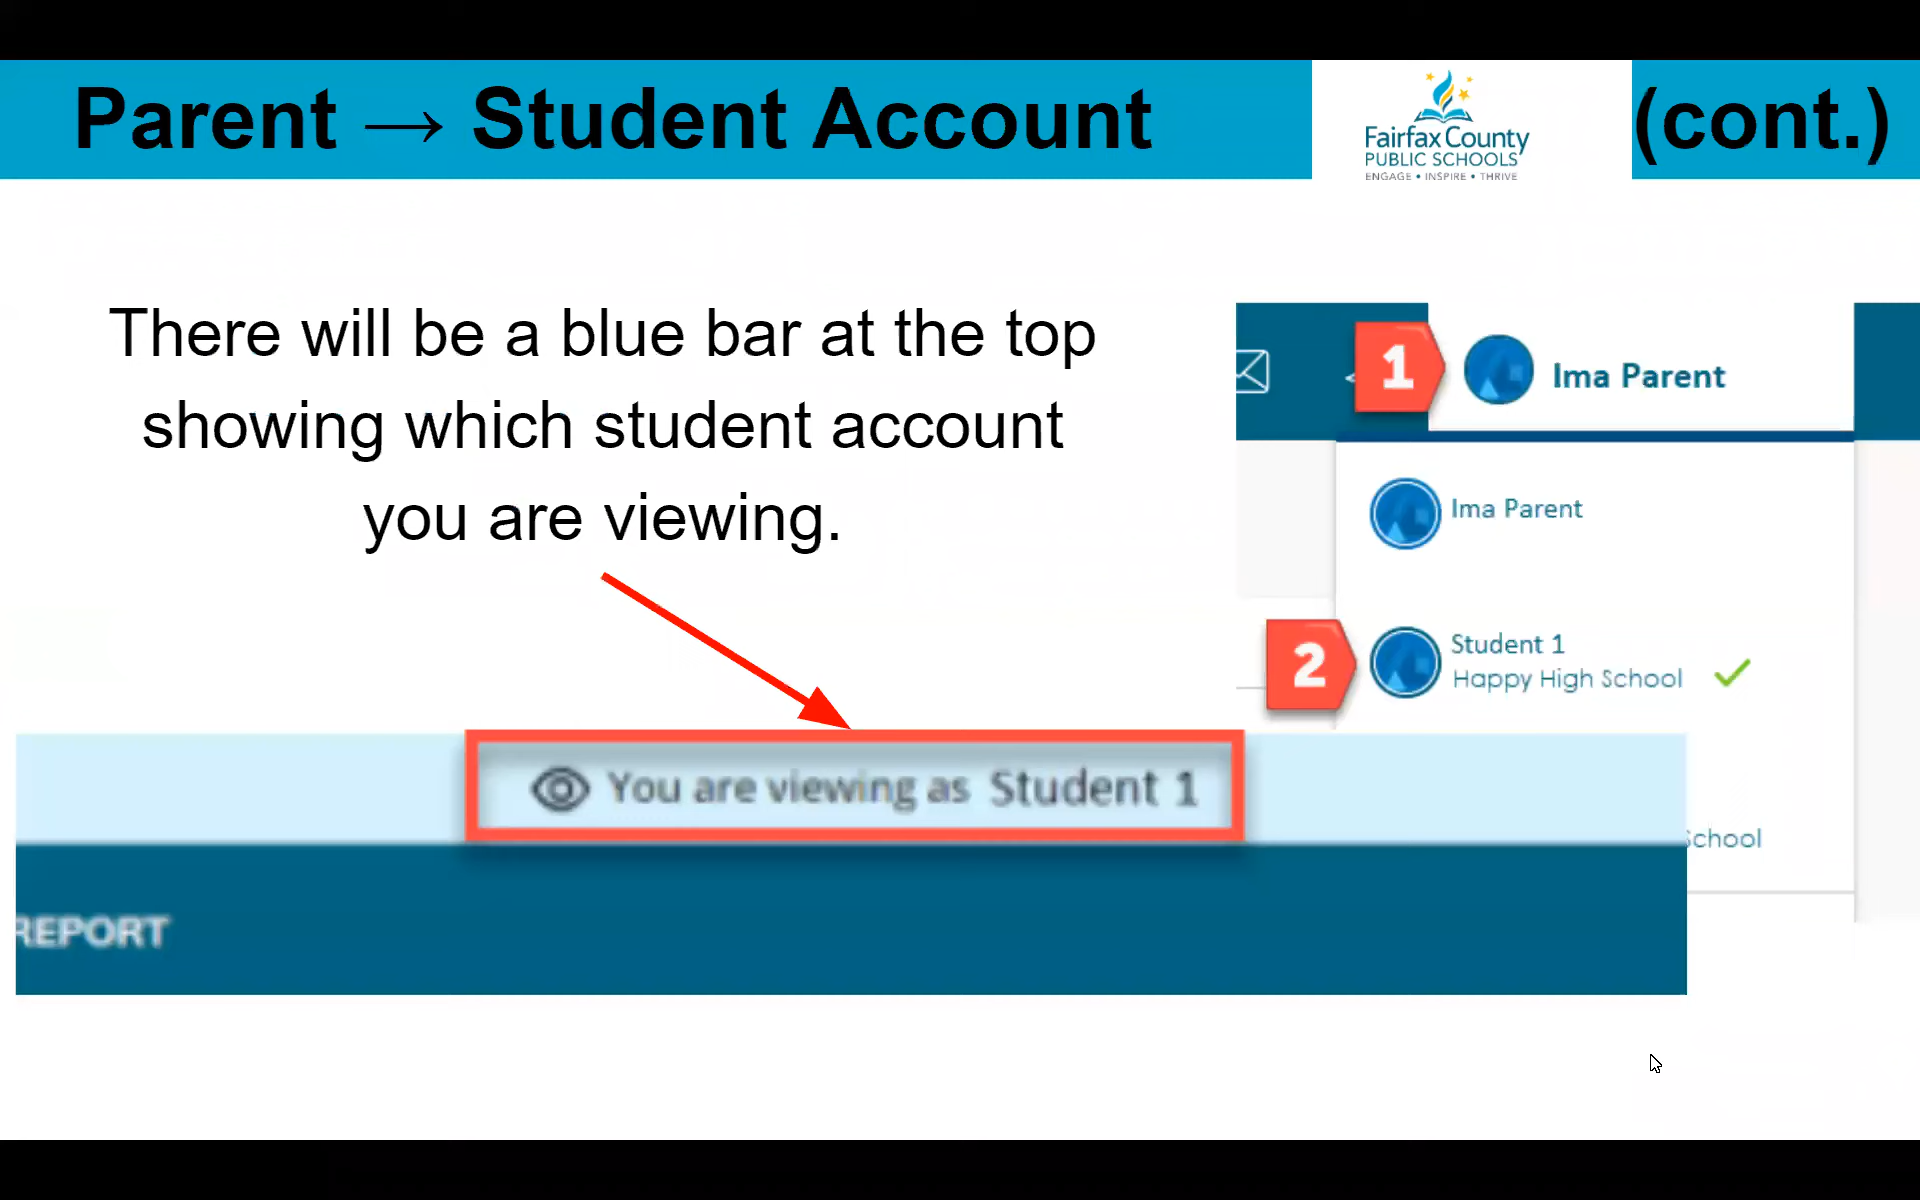 Parent → Student Account (cont.)
Fairfax County
PUBLIC SCHOOLS
ENGAGE • INSPIRE • THRIVE
There will be a blue bar at the top
showing which student account
you are viewing.
1 Ima Parent
Ima Parent
2 Student 1
Happy High School
You are viewing as Student 1
School
REPORT